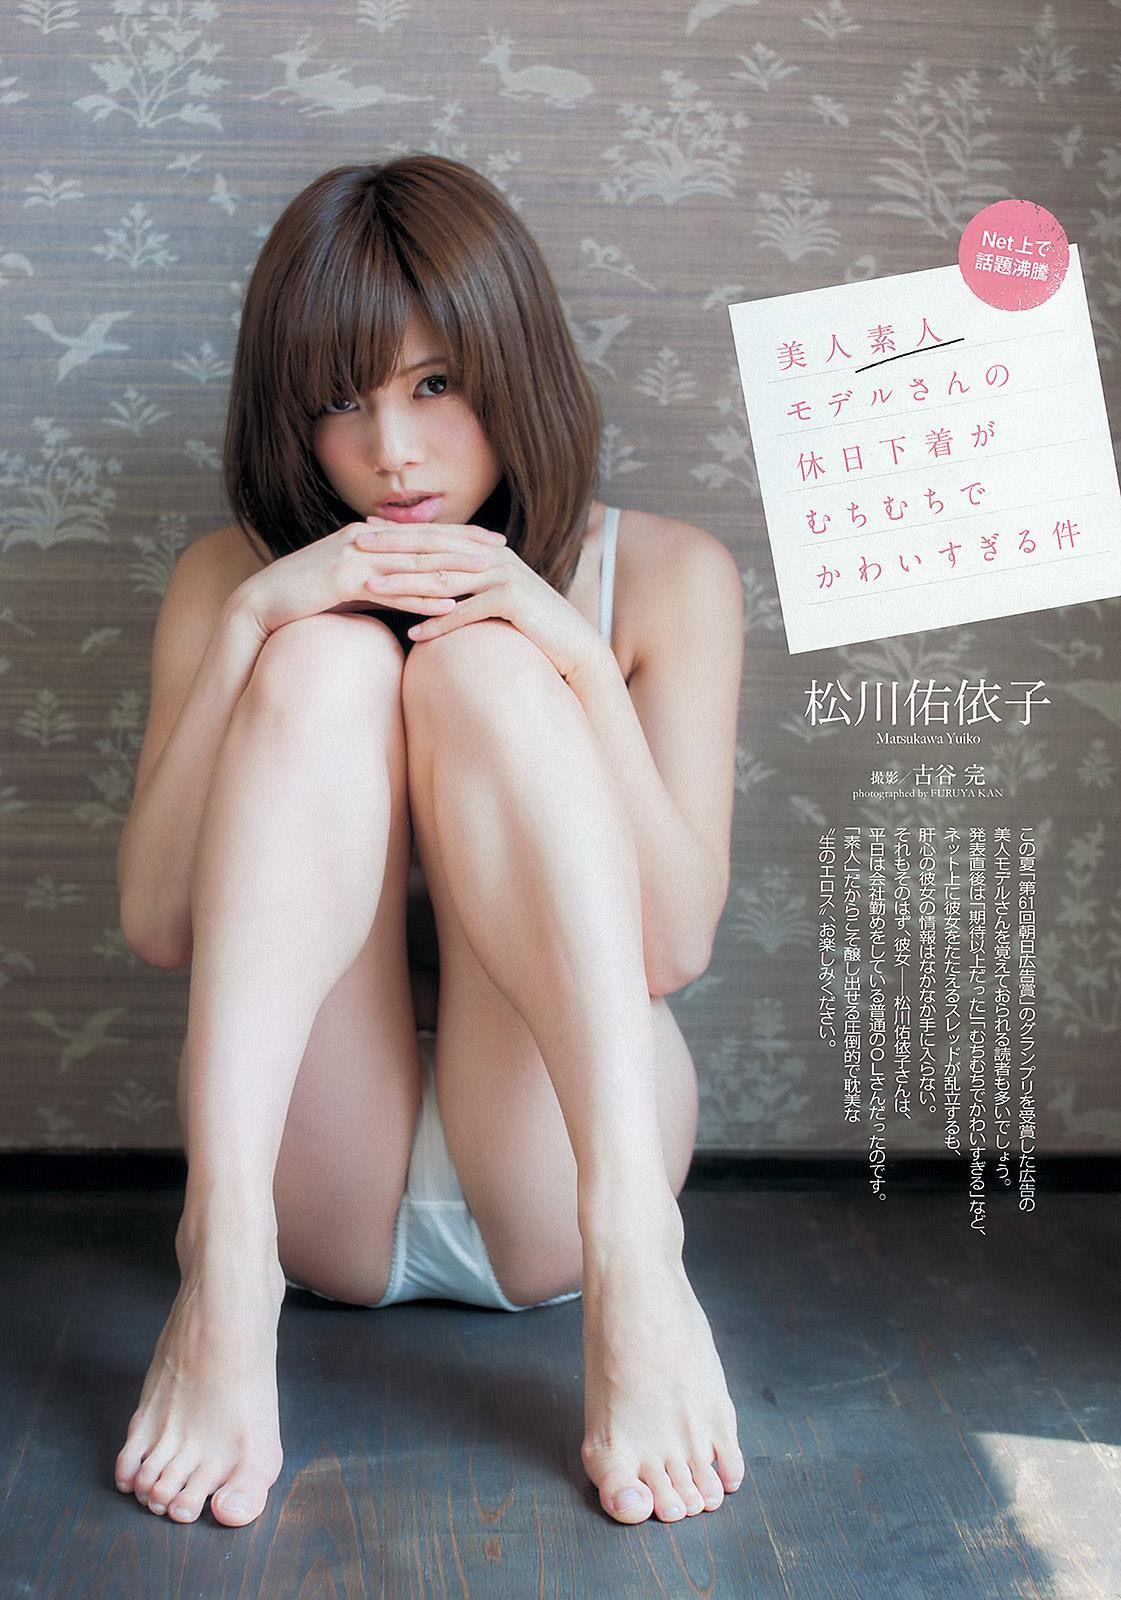 Net上で
話題沸騰
美人素人
モデルさんの
休日下着が
むちむちで
かわいすぎる件
松川佑依子
Matsukawa Yuiko
撮影／古谷 完
photographed by FURUYA KAN
この夏「第61回朝日広告賞」のグランプリを受賞した広告の
美人モデルさんを覚えておられる読者も多いでしょう。
発表直後は「期待以上だった」「むちむちでかわいすぎる」など、
ネット上に彼女をたたえるスレッドが乱立するも、
肝心の彼女の情報はなかなか手に入らない。
それもそのはず、彼女――松川佑依子さんは、
平日は会社勤めをしている普通のOLさんだったのです。
「素人」だからこそ醸し出せる圧倒的で耽美な
〝生のエロス〟、お楽しみください。